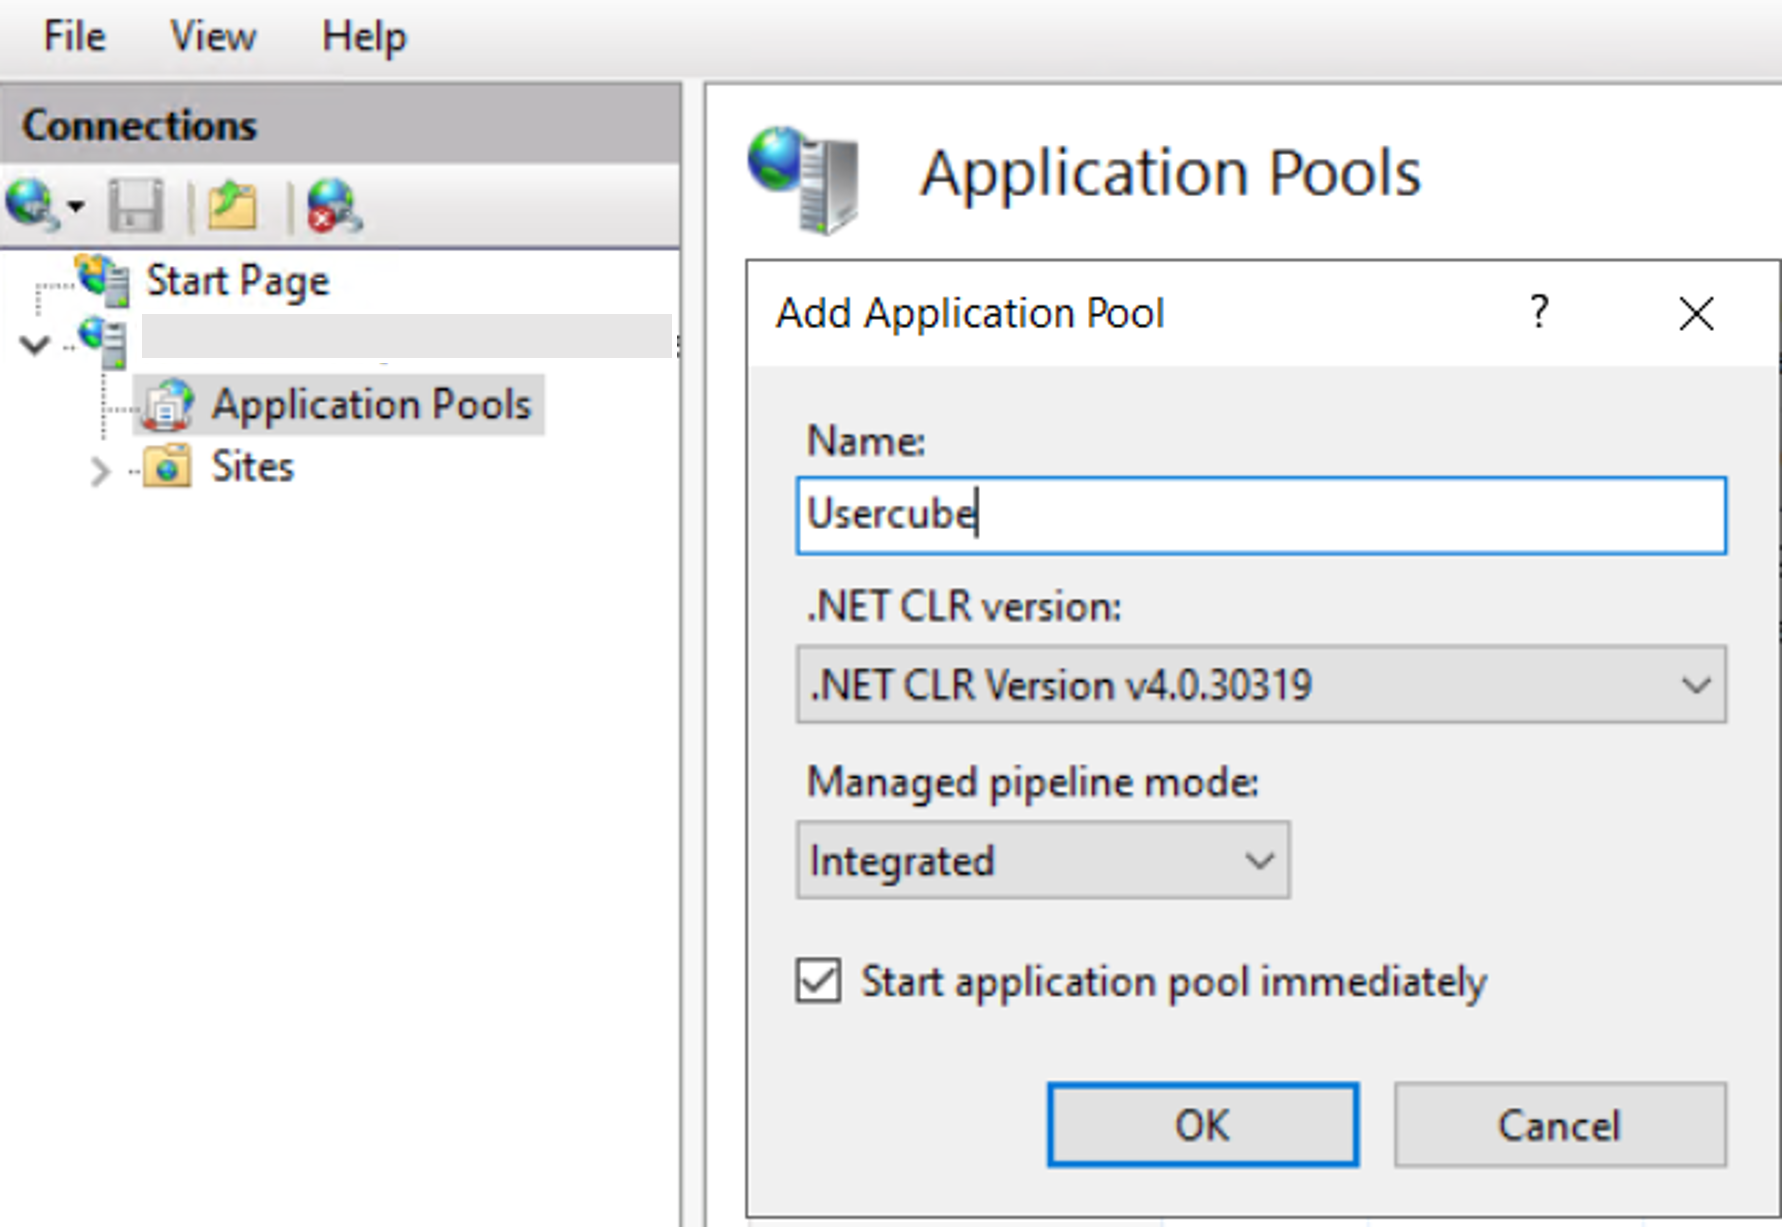 File View Help
Connections
Start Page
Application Pools
Sites
Application Pools
Add Application Pool ?
Name:
Usercube
.NET CLR version:
.NET CLR Version v4.0.30319
Managed pipeline mode:
Integrated
Start application pool immediately
OK Cancel